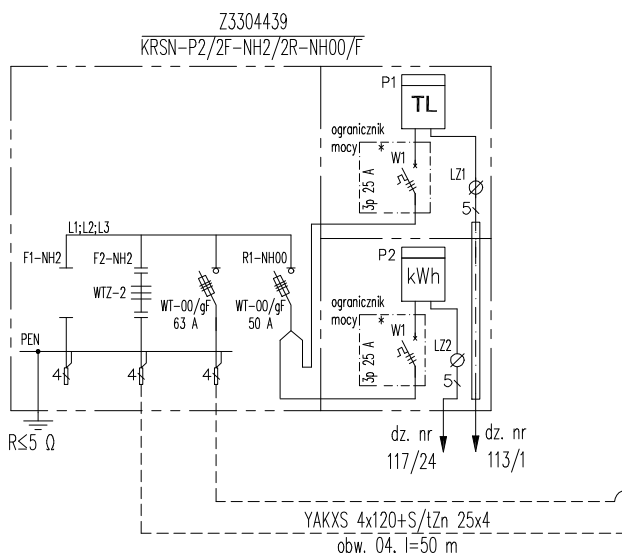 Z3304439
KRSN-P2/2F-NH2/2R-NH00/F
P1
TL
ogranicznik
mocy
W1
3p 25 A
LZ1
5
L1;L2;L3
F1-NH2
F2-NH2
R1-NH00
WTZ-2
WT-00/gF
63 A
WT-00/gF
50 A
P2
kWh
ogranicznik
mocy
W1
3p 25 A
LZ2
5
PEN
4
4
4
R≤5 Ω
dz. nr
117/24
dz. nr
113/1
YAKXS 4x120+S/tZn 25x4
obw. 04, l=50 m